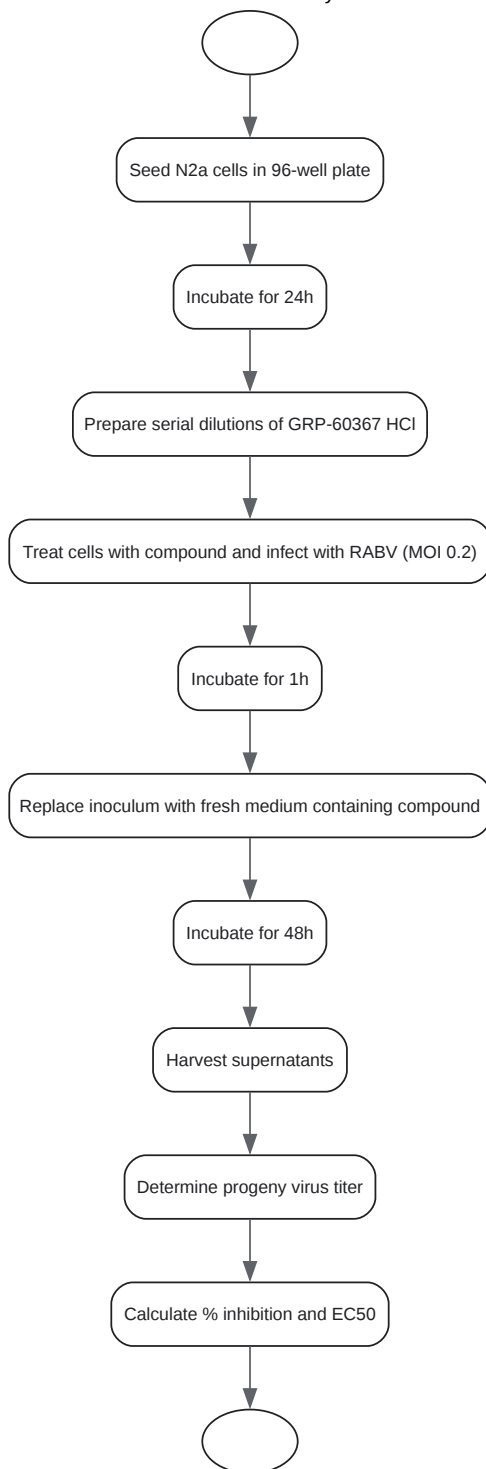 Seed N2a cells in 96-well plate
Incubate for 24h
Prepare serial dilutions of GRP-60367 HCl
Treat cells with compound and infect with RABV (MOI 0.2)
Incubate for 1h
Replace inoculum with fresh medium containing compound
Incubate for 48h
Harvest supernatants
Determine progeny virus titer
Calculate % inhibition and EC50